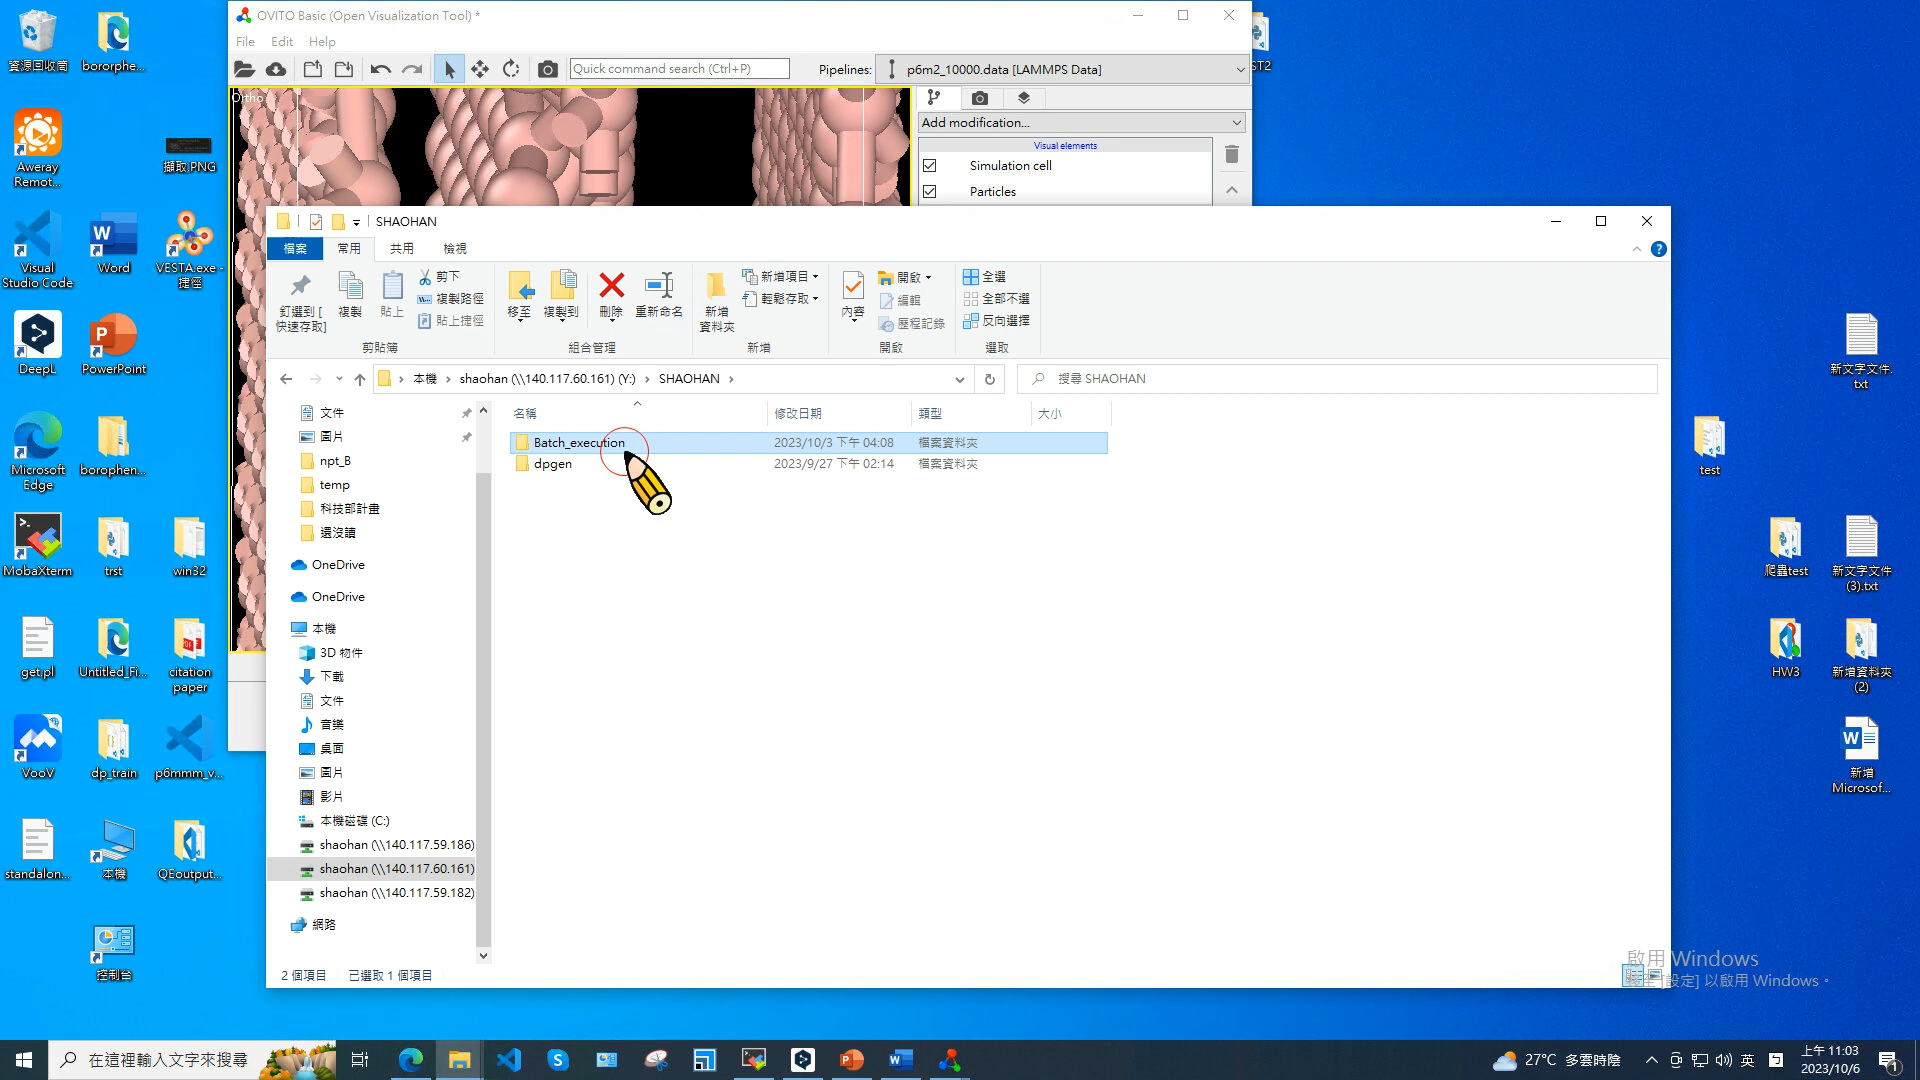 OVITO Basic (Open Visualization Tool) *
File Edit Help
Quick command search (Ctrl+P)
Pipelines:
p6m2_10000.data [LAMMPS Data]
Ortho
Add modification...
Visual elements
Simulation cell
Particles
SHAOHAN
檔案 常用 共用 檢視
釘選到 [
快速存取]
複製
貼上
剪下
複製路徑
貼上捷徑
剪貼簿
移至
複製到
刪除
重新命名
組合管理
新增
資料夾
新增項目
輕鬆存取
新增
內容
開啟
編輯
歷程記錄
開啟
全選
全部不選
反向選擇
選取
本機 › shaohan (\\140.117.60.161) (Y:) › SHAOHAN ›
搜尋 SHAOHAN
名稱 修改日期 類型 大小
Batch_execution 2023/10/3 下午 04:08 檔案資料夾
dpgen 2023/9/27 下午 02:14 檔案資料夾
文件
圖片
npt_B
temp
科技部計畫
還沒讀
OneDrive
OneDrive
本機
3D 物件
下載
文件
音樂
桌面
圖片
影片
本機磁碟 (C:)
shaohan (\\140.117.59.186)
shaohan (\\140.117.60.161)
shaohan (\\140.117.59.182)
網路
2 個項目 已選取 1 個項目
資源回收筒
bororphe...
Aweray
Remot...
擷取.PNG
Visual
Studio Code
Word
VESTA.exe -
捷徑
DeepL
PowerPoint
Microsoft
Edge
borophen...
MobaXterm
trst
win32
get.pl
Untitled_Fi...
citation
paper
VooV
dp_train
p6mmm_v...
standalon...
本機
QEoutput...
控制台
ST2
新文字文件.
txt
test
爬蟲test
新文字文件
(3).txt
HW3
新增資料夾
(2)
新增
Microsof...
啟用 Windows
[設定] 以啟用 Windows。
在這裡輸入文字來搜尋
27°C 多雲時陰
英
上午 11:03
2023/10/6
1